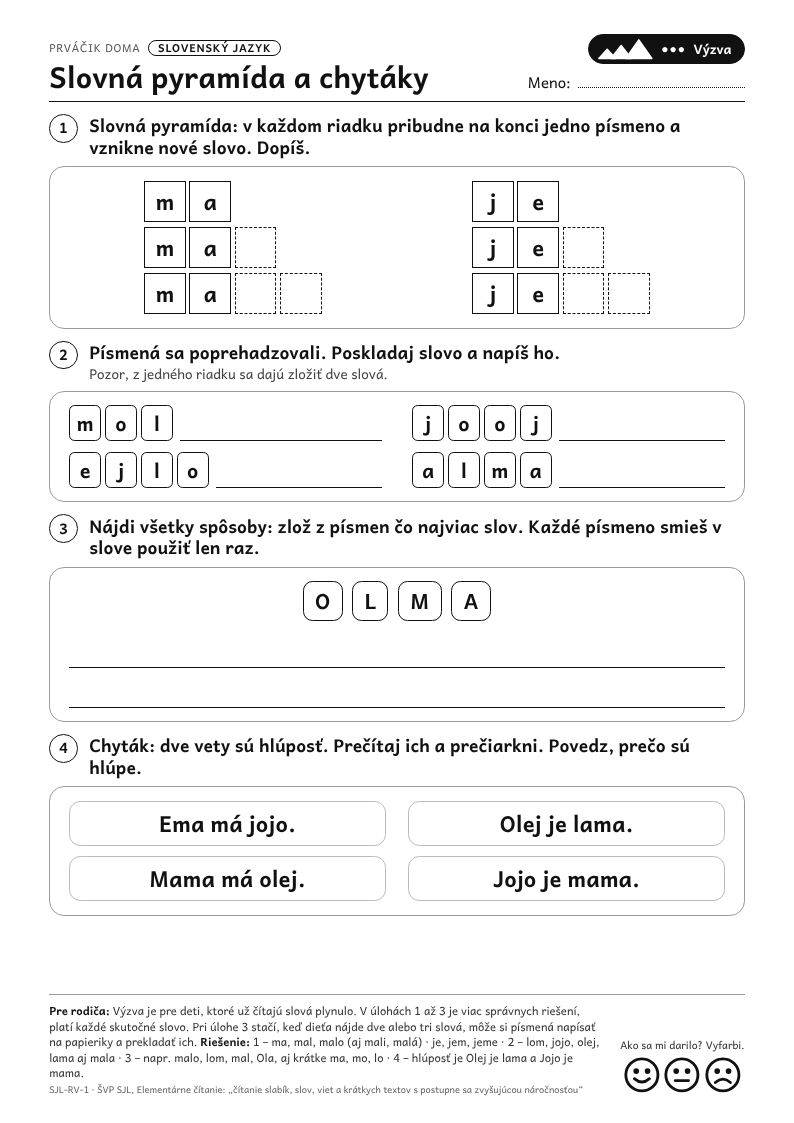 PRVÁČIK DOMA SLOVENSKÝ JAZYK
Výzva
Slovná pyramída a chytáky
Meno:
1 Slovná pyramída: v každom riadku pribudne na konci jedno písmeno a
vznikne nové slovo. Dopíš.
m a j e
m a j e
m a j e
2 Písmená sa poprehadzovali. Poskladaj slovo a napíš ho.
Pozor, z jedného riadku sa dajú zložiť dve slová.
m o l j o o j
e j l o a l m a
3 Nájdi všetky spôsoby: zlož z písmen čo najviac slov. Každé písmeno smieš v
slove použiť len raz.
O L M A
4 Chyták: dve vety sú hlúposť. Prečítaj ich a prečiarkni. Povedz, prečo sú
hlúpe.
Ema má jojo. Olej je lama.
Mama má olej. Jojo je mama.
Pre rodiča: Výzva je pre deti, ktoré už čítajú slová plynulo. V úlohách 1 až 3 je viac správnych riešení,
platí každé skutočné slovo. Pri úlohe 3 stačí, keď dieťa nájde dve alebo tri slová, môže si písmená napísať
na papieriky a prekladať ich. Riešenie: 1 – ma, mal, malo (aj mali, malá) · je, jem, jeme · 2 – lom, jojo, olej,
lama aj mala · 3 – napr. malo, lom, mal, Ola, aj krátke ma, mo, lo · 4 – hlúposť je Olej je lama a Jojo je
mama.
SJL-RV-1 · ŠVP SJL, Elementárne čítanie: „čítanie slabík, slov, viet a krátkych textov s postupne sa zvyšujúcou náročnosťou“
Ako sa mi darilo? Vyfarbi.